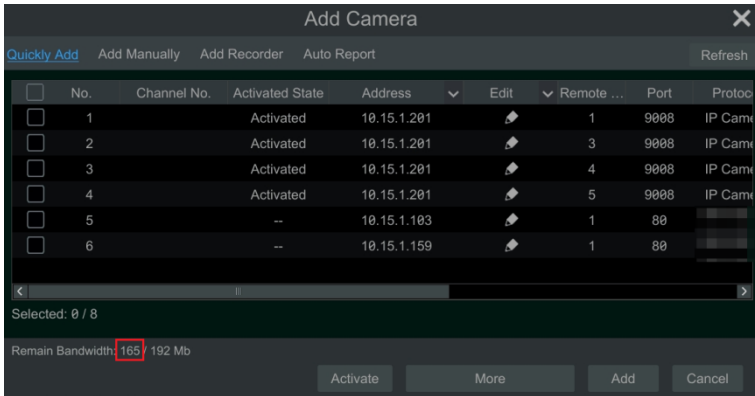 Add Camera
Quickly Add Add Manually Add Recorder Auto Report Refresh
No. Channel No. Activated State Address Edit Remote ... Port Protoc
1 Activated 10.15.1.201 1 9008 IP Came
2 Activated 10.15.1.201 3 9008 IP Came
3 Activated 10.15.1.201 4 9008 IP Came
4 Activated 10.15.1.201 5 9008 IP Came
5 -- 10.15.1.103 1 80
6 -- 10.15.1.159 1 80
Selected: 0 / 8
Remain Bandwidth: 165 / 192 Mb
Activate More Add Cancel